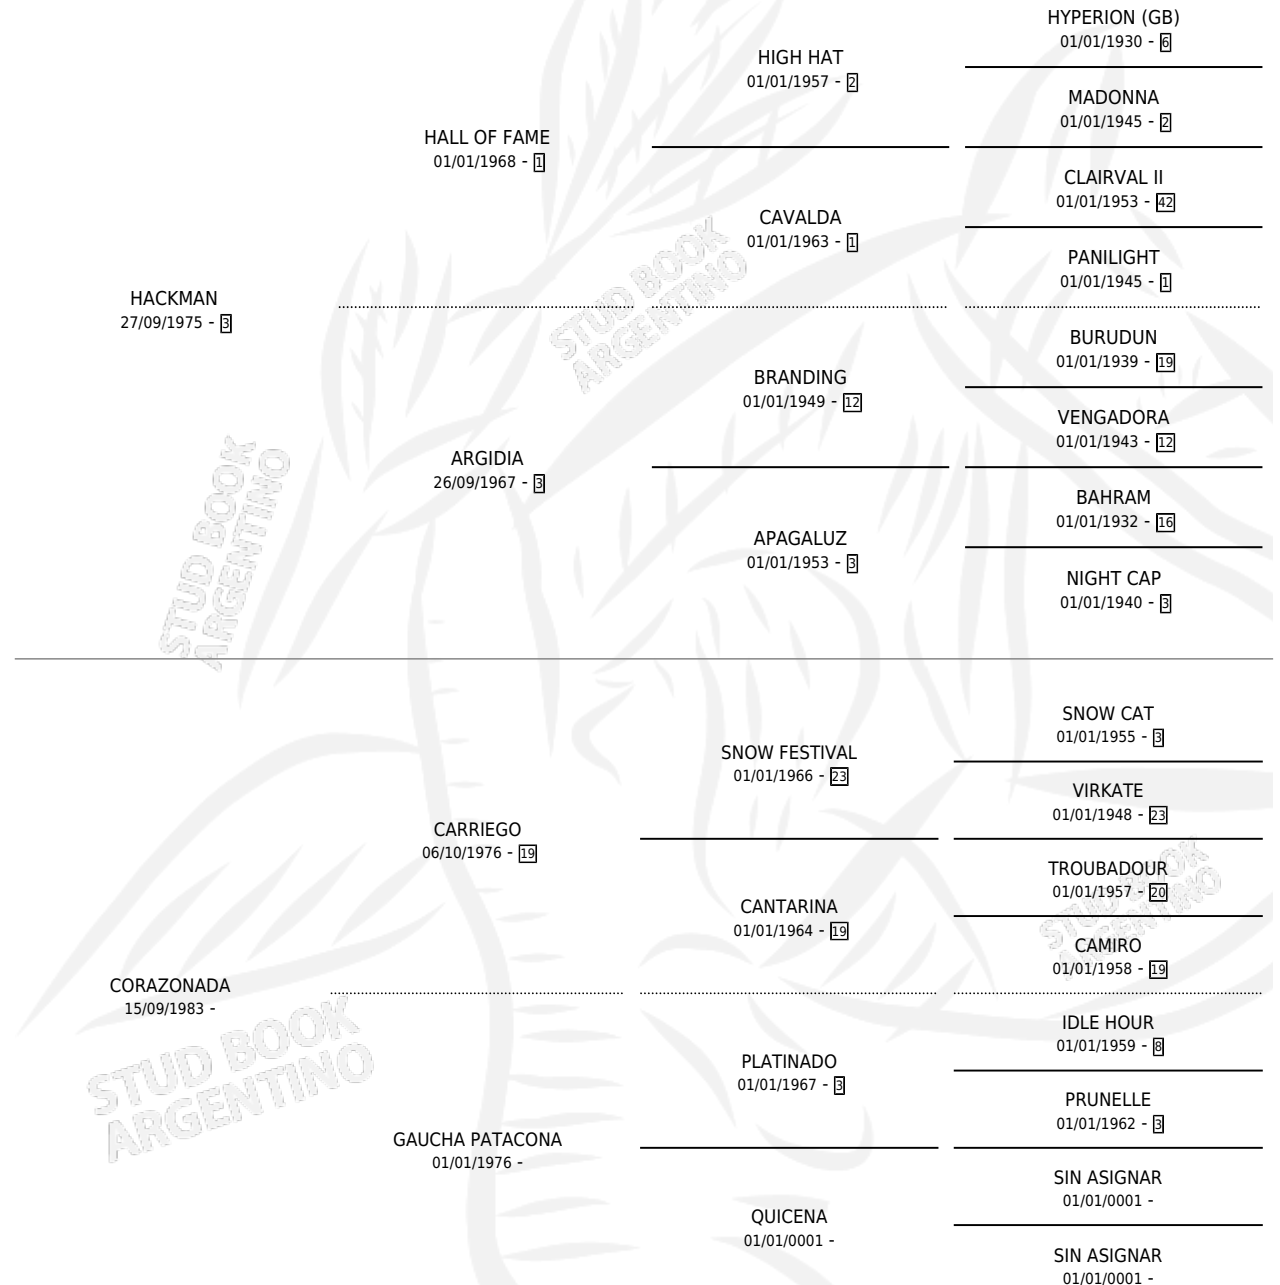 HYPERION (GB)
01/01/1930 - 6
HIGH HAT
01/01/1957 - 2
MADONNA
01/01/1945 - 2
HALL OF FAME
01/01/1968 - 1
CLAIRVAL II
01/01/1953 - 42
CAVALDA
01/01/1963 - 1
PANILIGHT
01/01/1945 - 1
HACKMAN
27/09/1975 - 3
BURUDUN
01/01/1939 - 19
BRANDING
01/01/1949 - 12
VENGADORA
01/01/1943 - 12
ARGIDIA
26/09/1967 - 3
BAHRAM
01/01/1932 - 16
APAGALUZ
01/01/1953 - 3
NIGHT CAP
01/01/1940 - 3
SNOW CAT
01/01/1955 - 3
SNOW FESTIVAL
01/01/1966 - 23
VIRKATE
01/01/1948 - 23
CARRIEGO
06/10/1976 - 19
TROUBADOUR
01/01/1957 - 20
CANTARINA
01/01/1964 - 19
CAMIRO
01/01/1958 - 19
CORAZONADA
15/09/1983 -
IDLE HOUR
01/01/1959 - 8
PLATINADO
01/01/1967 - 3
PRUNELLE
01/01/1962 - 3
GAUCHA PATACONA
01/01/1976 -
SIN ASIGNAR
01/01/0001 -
QUICENA
01/01/0001 -
SIN ASIGNAR
01/01/0001 -
STUD BOOK
ARGENTINO
STUD BOOK
ARGENTINO
STUD BOOK
ARGENTINO
STUD BOOK
ARGENTINO